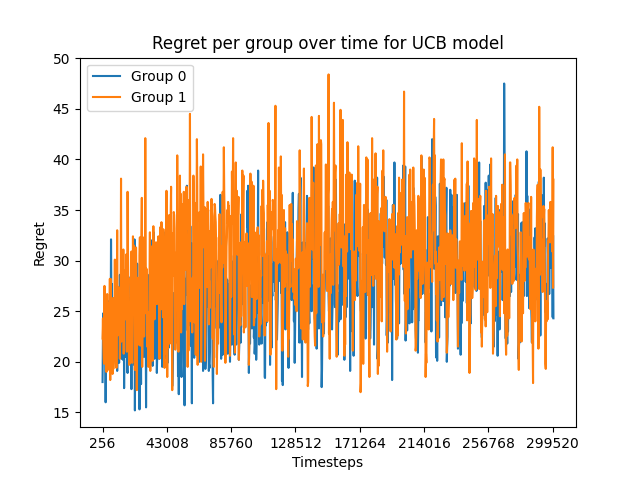 Regret per group over time for UCB model
Group 0
Group 1
Regret
50
45
40
35
30
25
20
15
256 43008 85760 128512 171264 214016 256768 299520
Timesteps